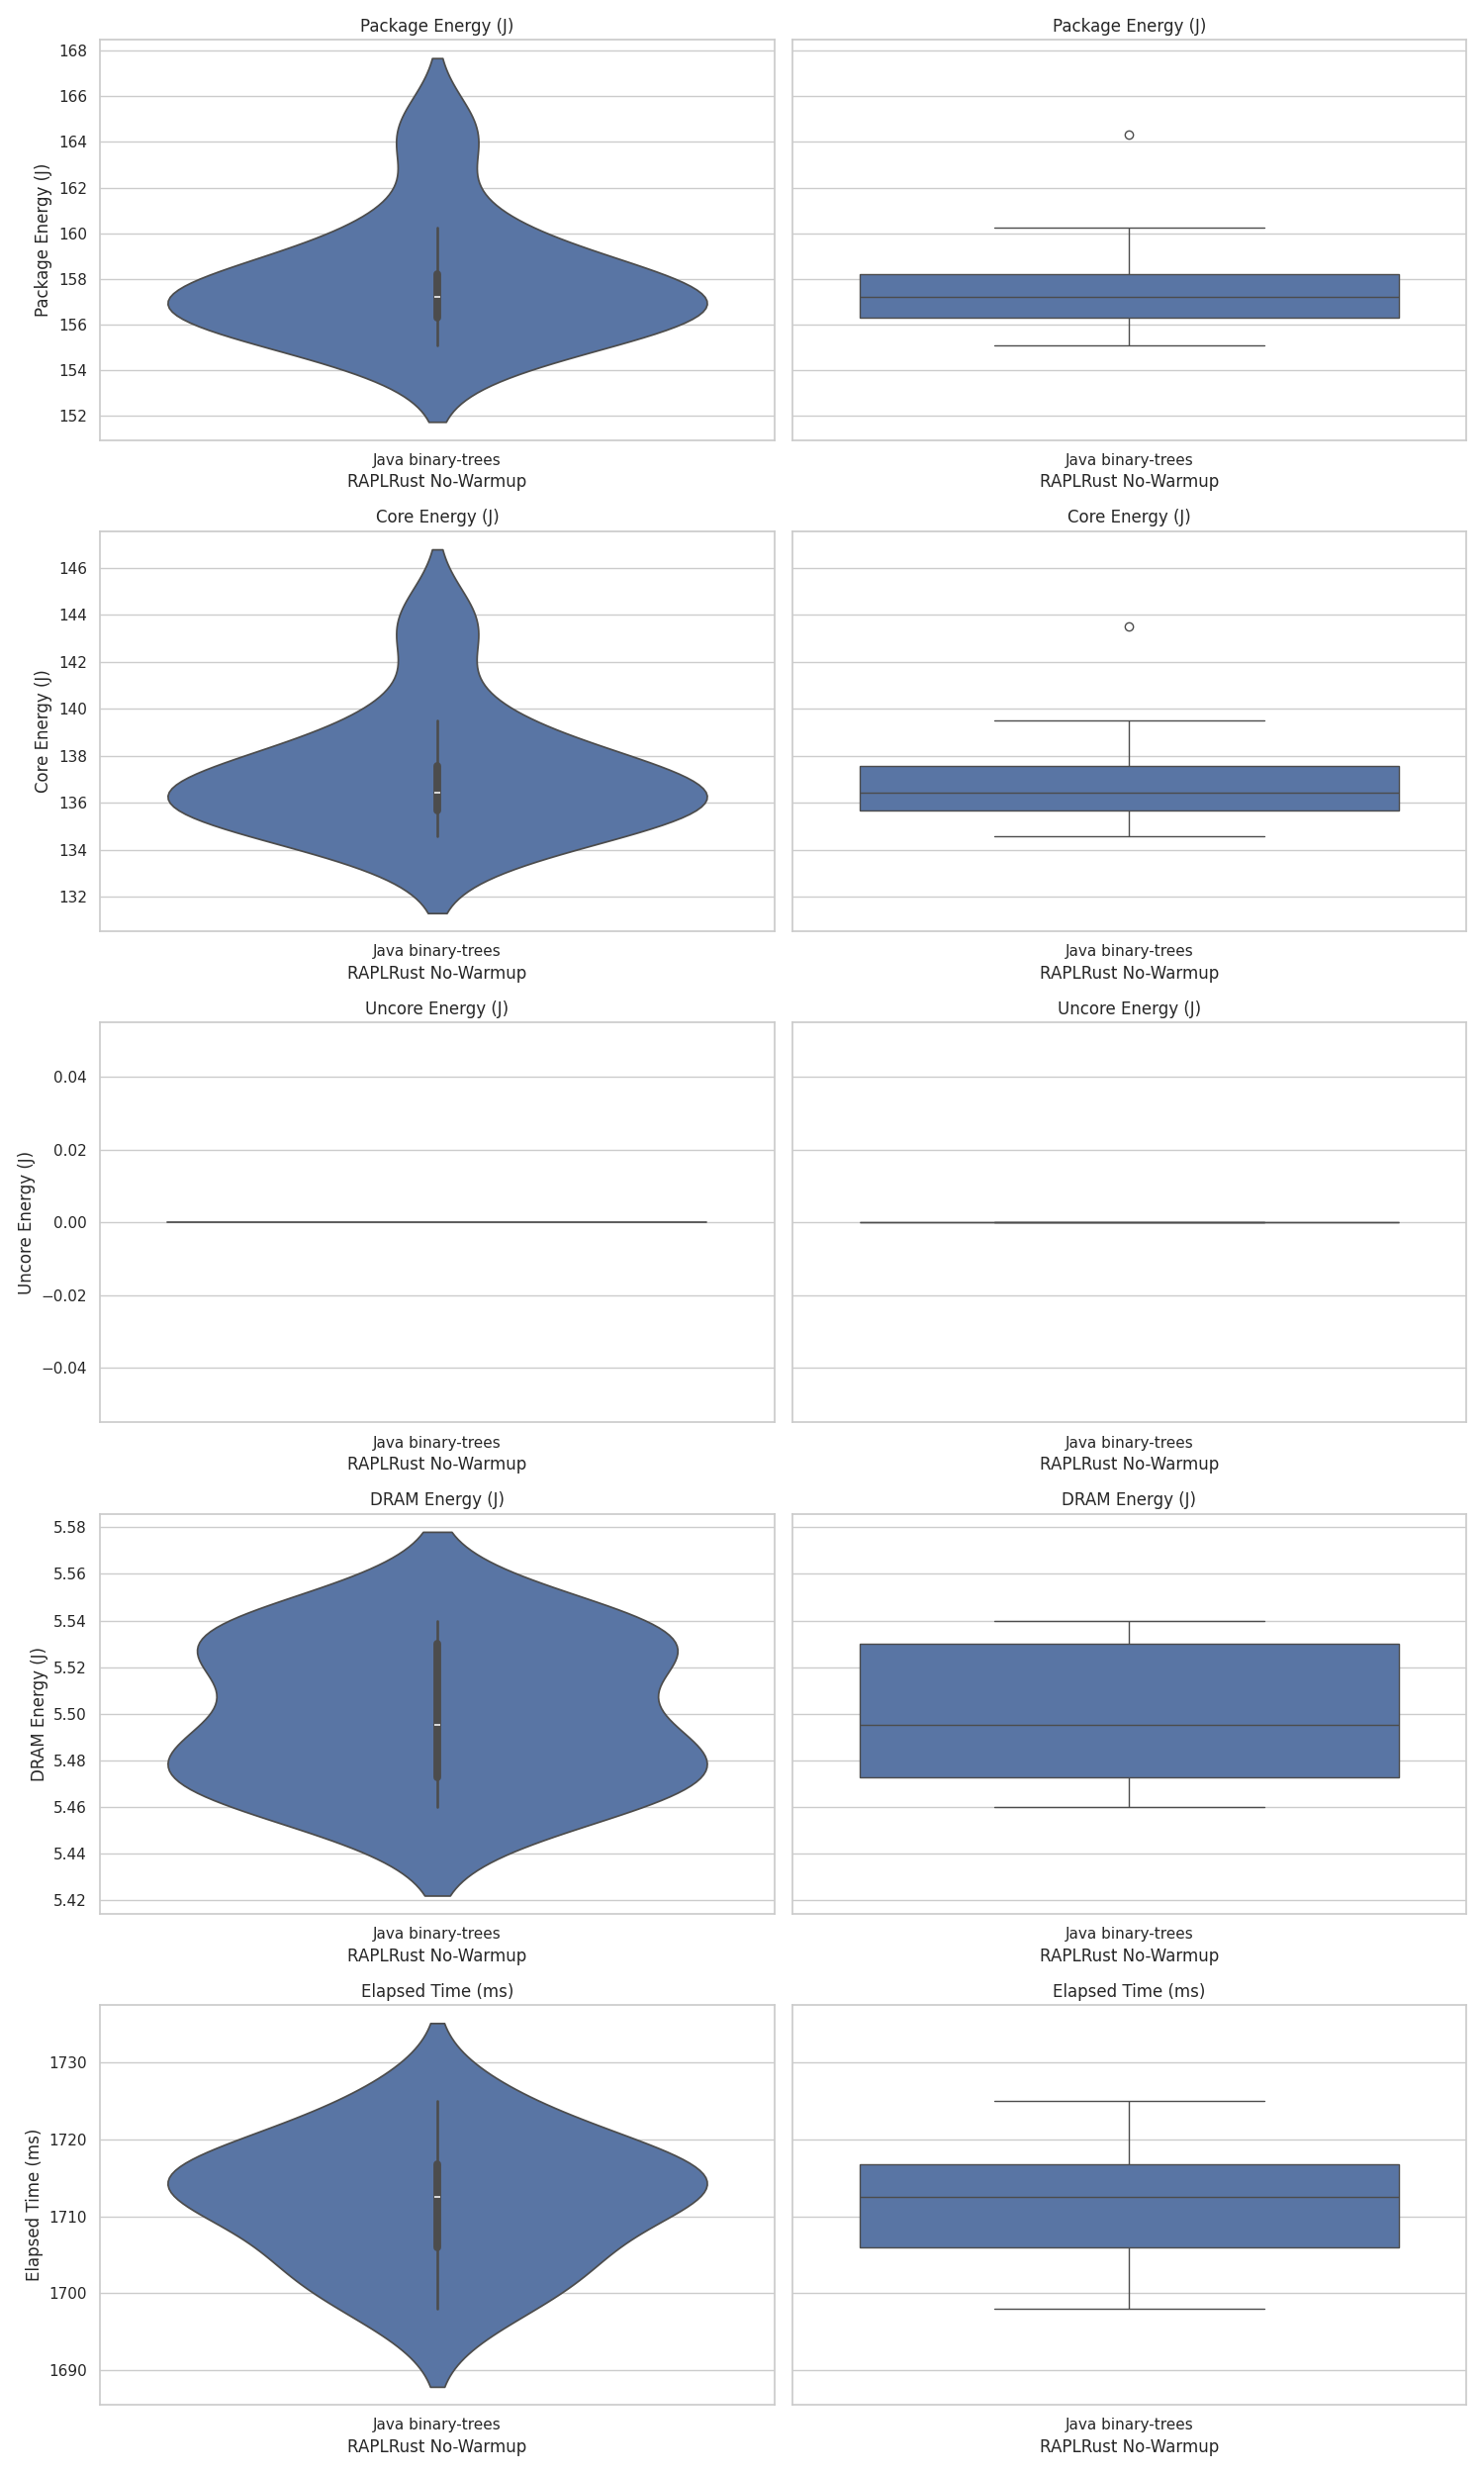 Package Energy (J)
Package Energy (J)
168
166
164
162
160
158
156
154
152
Package Energy (J)
Java binary-trees
RAPLRust No-Warmup
Java binary-trees
RAPLRust No-Warmup
Core Energy (J)
Core Energy (J)
146
144
142
140
138
136
134
132
Core Energy (J)
Java binary-trees
RAPLRust No-Warmup
Java binary-trees
RAPLRust No-Warmup
Uncore Energy (J)
Uncore Energy (J)
0.04
0.02
0.00
−0.02
−0.04
Uncore Energy (J)
Java binary-trees
RAPLRust No-Warmup
Java binary-trees
RAPLRust No-Warmup
DRAM Energy (J)
DRAM Energy (J)
5.58
5.56
5.54
5.52
5.50
5.48
5.46
5.44
5.42
DRAM Energy (J)
Java binary-trees
RAPLRust No-Warmup
Java binary-trees
RAPLRust No-Warmup
Elapsed Time (ms)
Elapsed Time (ms)
1730
1720
1710
1700
1690
Elapsed Time (ms)
Java binary-trees
RAPLRust No-Warmup
Java binary-trees
RAPLRust No-Warmup